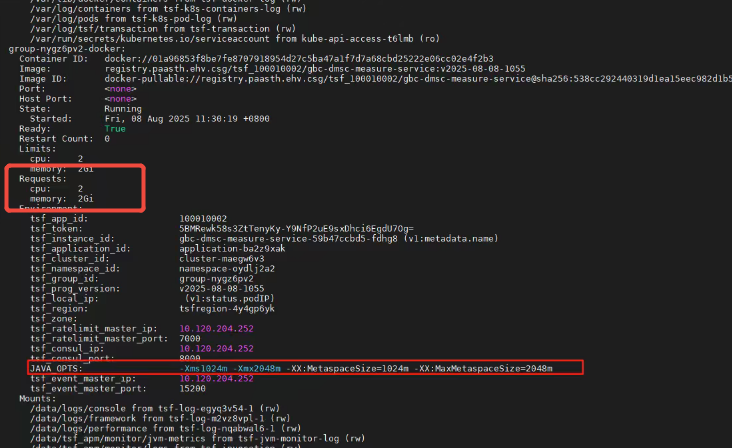 /var/lib/docker/containers from tsf-docker-log (rw)
/var/log/containers from tsf-k8s-containers-log (rw)
/var/log/pods from tsf-k8s-pod-log (rw)
/var/log/tsf/transaction from tsf-transaction (rw)
/var/run/secrets/kubernetes.io/serviceaccount from kube-api-access-t6lmb (ro)
group-nygz6pv2-docker:
Container ID: docker://01a96853f8be7fe8707918954d27c5ba47a1f7d7a68cbd25222e06cc02e4f2b3
Image: registry.paasth.ehv.csg/tsf_100010002/gbc-dmsc-measure-service:v2025-08-08-1055
Image ID: docker-pullable://registry.paasth.ehv.csg/tsf_100010002/gbc-dmsc-measure-service@sha256:538cc292440319d1ea15eec982d1b5
Port: <none>
Host Port: <none>
State: Running
Started: Fri, 08 Aug 2025 11:30:19 +0800
Ready: True
Restart Count: 0
Limits:
cpu: 2
memory: 2Gi
Requests:
cpu: 2
memory: 2Gi
Environment:
tsf_app_id: 100010002
tsf_token: 5BMRewk58s3ZtTenyKy-Y9NfP2uE9sxDhci6EgdU7Og=
tsf_instance_id: gbc-dmsc-measure-service-59b47ccbd5-fdhg8 (v1:metadata.name)
tsf_application_id: application-ba2z9xak
tsf_cluster_id: cluster-maegw6v3
tsf_namespace_id: namespace-oydlj2a2
tsf_group_id: group-nygz6pv2
tsf_prog_version: v2025-08-08-1055
tsf_local_ip: (v1:status.podIP)
tsf_region: tsfregion-4y4gp6yk
tsf_zone:
tsf_ratelimit_master_ip: 10.120.204.252
tsf_ratelimit_master_port: 7000
tsf_consul_ip: 10.120.204.252
tsf_consul_port: 8000
JAVA_OPTS: -Xms1024m -Xmx2048m -XX:MetaspaceSize=1024m -XX:MaxMetaspaceSize=2048m
tsf_event_master_ip: 10.120.204.252
tsf_event_master_port: 15200
Mounts:
/data/logs/console from tsf-log-egyq3v54-1 (rw)
/data/logs/framework from tsf-log-m2vz8vpl-1 (rw)
/data/logs/performance from tsf-log-nqabwal6-1 (rw)
/data/tsf_apm/monitor/jvm-metrics from tsf-jvm-monitor-log (rw)